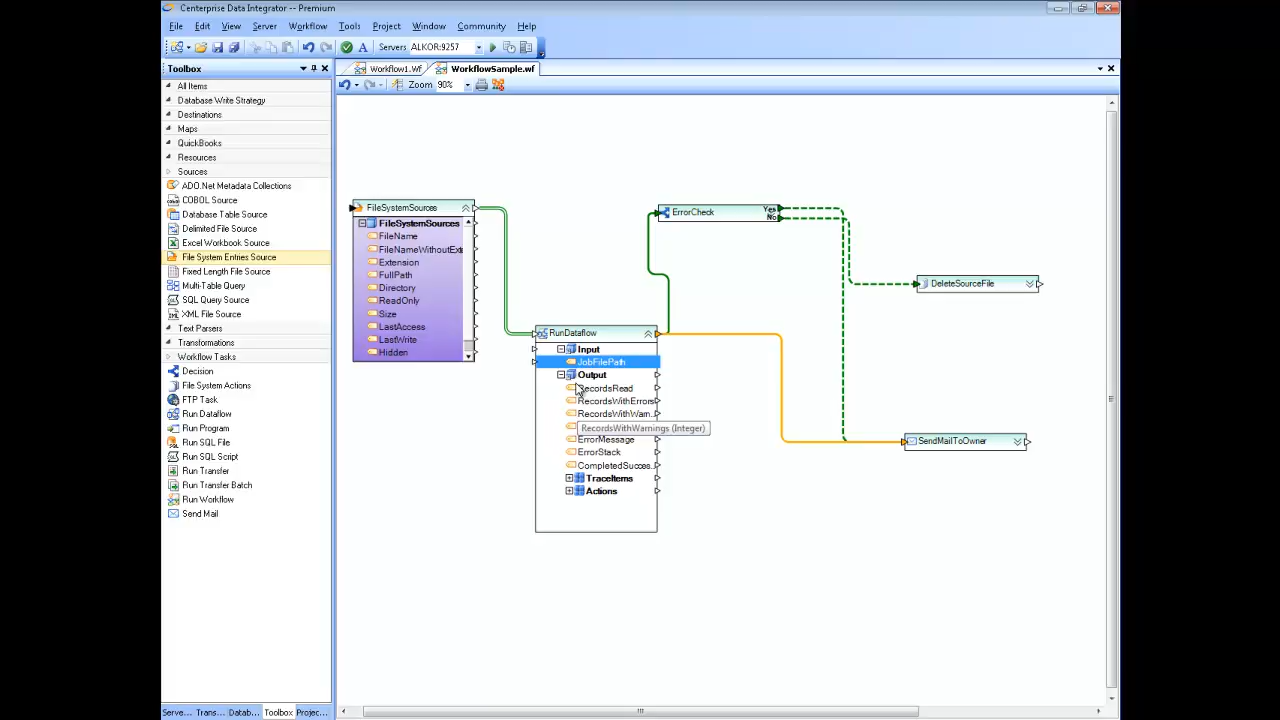 Centerprise Data Integrator -- Premium
File Edit View Server Workflow Tools Project Window Community Help
Servers ALKOR:9257
Toolbox
Workflow1.Wf WorkflowSample.wf
Zoom 90%
All Items
Database Write Strategy
Destinations
Maps
QuickBooks
Resources
Sources
ADO.Net Metadata Collections
COBOL Source
Database Table Source
Delimited File Source
Excel Workbook Source
File System Entries Source
Fixed Length File Source
Multi-Table Query
SQL Query Source
XML File Source
Text Parsers
Transformations
Workflow Tasks
Decision
File System Actions
FTP Task
Run Dataflow
Run Program
Run SQL File
Run SQL Script
Run Transfer
Run Transfer Batch
Run Workflow
Send Mail
Serve... Trans... Datab... Toolbox Projec...
FileSystemSources
FileSystemSources
FileName
FileNameWithoutExt
Extension
FullPath
Directory
ReadOnly
Size
LastAccess
LastWrite
Hidden
RunDataflow
Input
JobFilePath
Output
RecordsRead
RecordsWithErrors
RecordsWithWarn...
RecordsWithWarnings (Integer)
ErrorMessage
ErrorStack
CompletedSucces...
TraceItems
Actions
ErrorCheck
Yes
No
DeleteSourceFile
SendMailToOwner